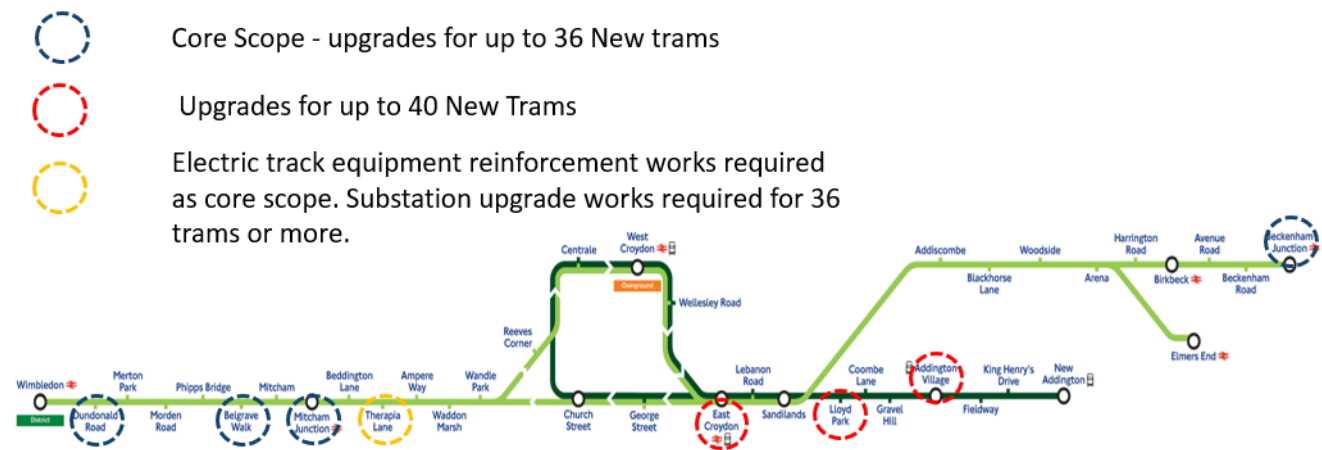 Core Scope - upgrades for up to 36 New trams
Upgrades for up to 40 New Trams
Electric track equipment reinforcement works required
as core scope. Substation upgrade works required for 36
trams or more.
West
Croydon
Centrale
Overground
Wellesley Road
Reeves
Corner
Addiscombe
Woodside
Harrington
Road
Avenue
Road
Beckenham
Junction
Blackhorse
Lane
Arena
Birkbeck
Beckenham
Road
Elmers End
Wimbledon
District
Merton
Park
Phipps Bridge
Mitcham
Beddington
Lane
Ampere
Way
Wandle
Park
Dundonald
Road
Morden
Road
Belgrave
Walk
Mitcham
Junction
Therapia
Lane
Waddon
Marsh
Church
Street
George
Street
East
Croydon
Lebanon
Road
Sandilands
Lloyd
Park
Coombe
Lane
Gravel
Hill
Addington
Village
Fieldway
King Henry's
Drive
New
Addington